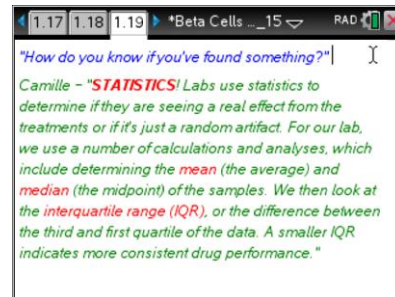 1.17 1.18 1.19 *Beta Cells ..._15 RAD
"How do you know if you've found something?"
Camille – "STATISTICS! Labs use statistics to
determine if they are seeing a real effect from the
treatments or if it's just a random artifact. For our lab,
we use a number of calculations and analyses, which
include determining the mean (the average) and
median (the midpoint) of the samples. We then look at
the interquartile range (IQR), or the difference between
the third and first quartile of the data. A smaller IQR
indicates more consistent drug performance."